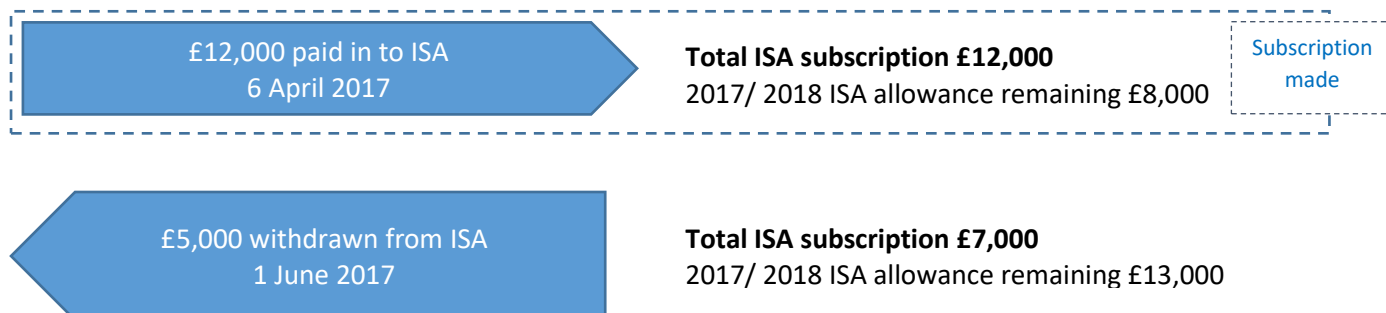 £12,000 paid in to ISA
6 April 2017
Total ISA subscription £12,000
2017/ 2018 ISA allowance remaining £8,000
Subscription
made
£5,000 withdrawn from ISA
1 June 2017
Total ISA subscription £7,000
2017/ 2018 ISA allowance remaining £13,000